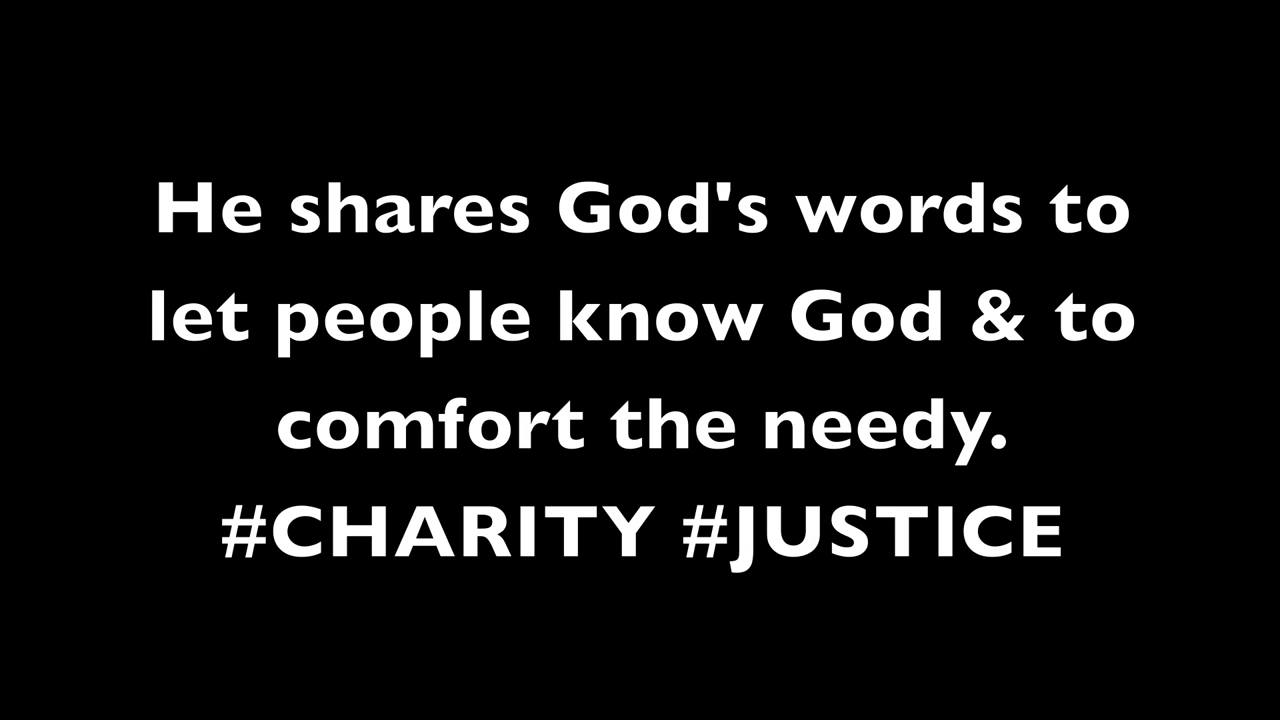 He shares God's words to
let people know God & to
comfort the needy.
#CHARITY #JUSTICE